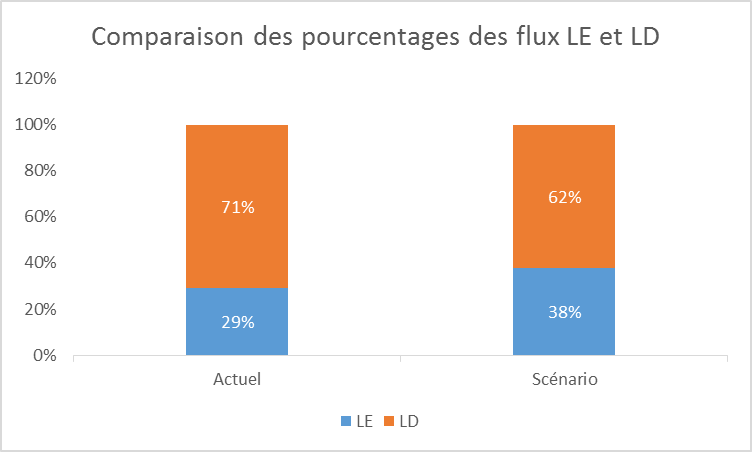 Comparaison des pourcentages des flux LE et LD
120%
100%
80%
60%
40%
20%
0%
71%
62%
29%
38%
Actuel
Scénario
LE
LD